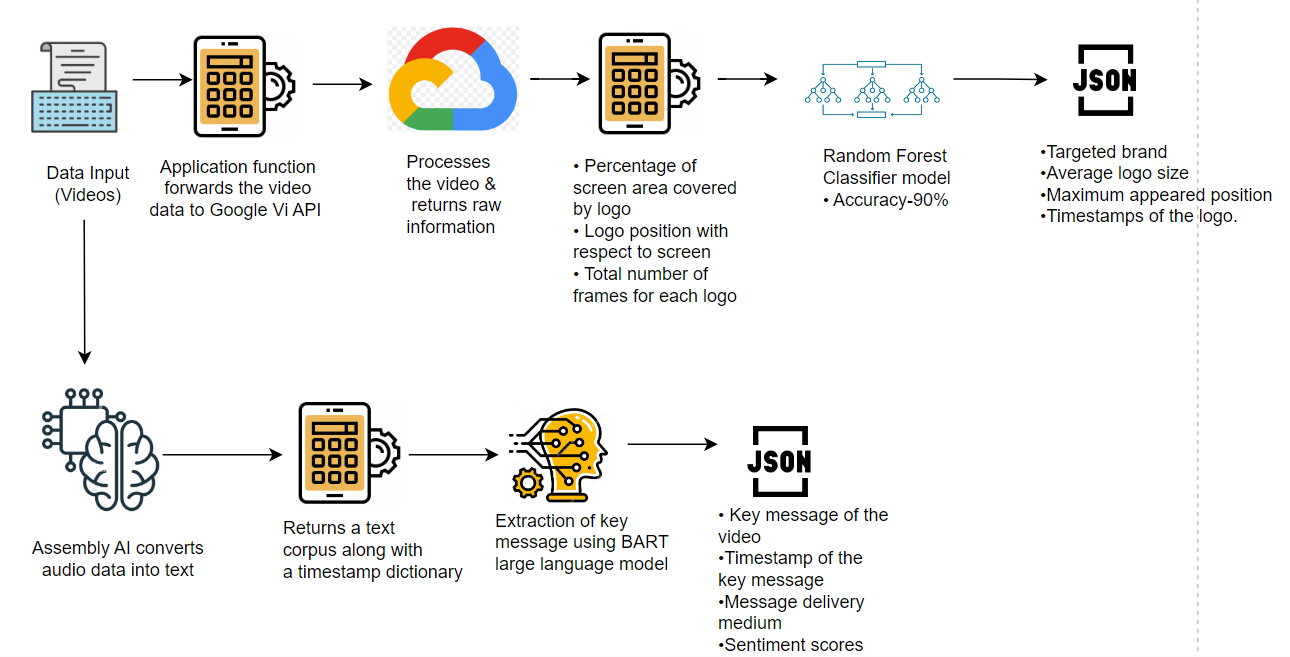 Data Input
(Videos)
Application function
forwards the video
data to Google Vi API
Processes
the video &
returns raw
information
• Percentage of
screen area covered
by logo
• Logo position with
respect to screen
• Total number of
frames for each logo
Random Forest
Classifier model
• Accuracy-90%
JSON
•Targeted brand
•Average logo size
•Maximum appeared position
•Timestamps of the logo.
Assembly AI converts
audio data into text
Returns a text
corpus along with
a timestamp dictionary
Extraction of key
message using BART
large language model
JSON
• Key message of the
video
•Timestamp of the
key message
•Message delivery
medium
•Sentiment scores